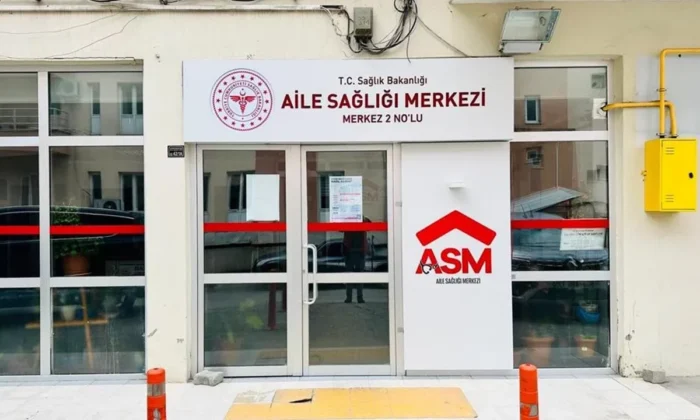 T.C. Sağlık Bakanlığı
AİLE SAĞLIĞI MERKEZİ
MERKEZ 2 NO'LU
ASM
AİLE SAĞLIĞI MERKEZİ